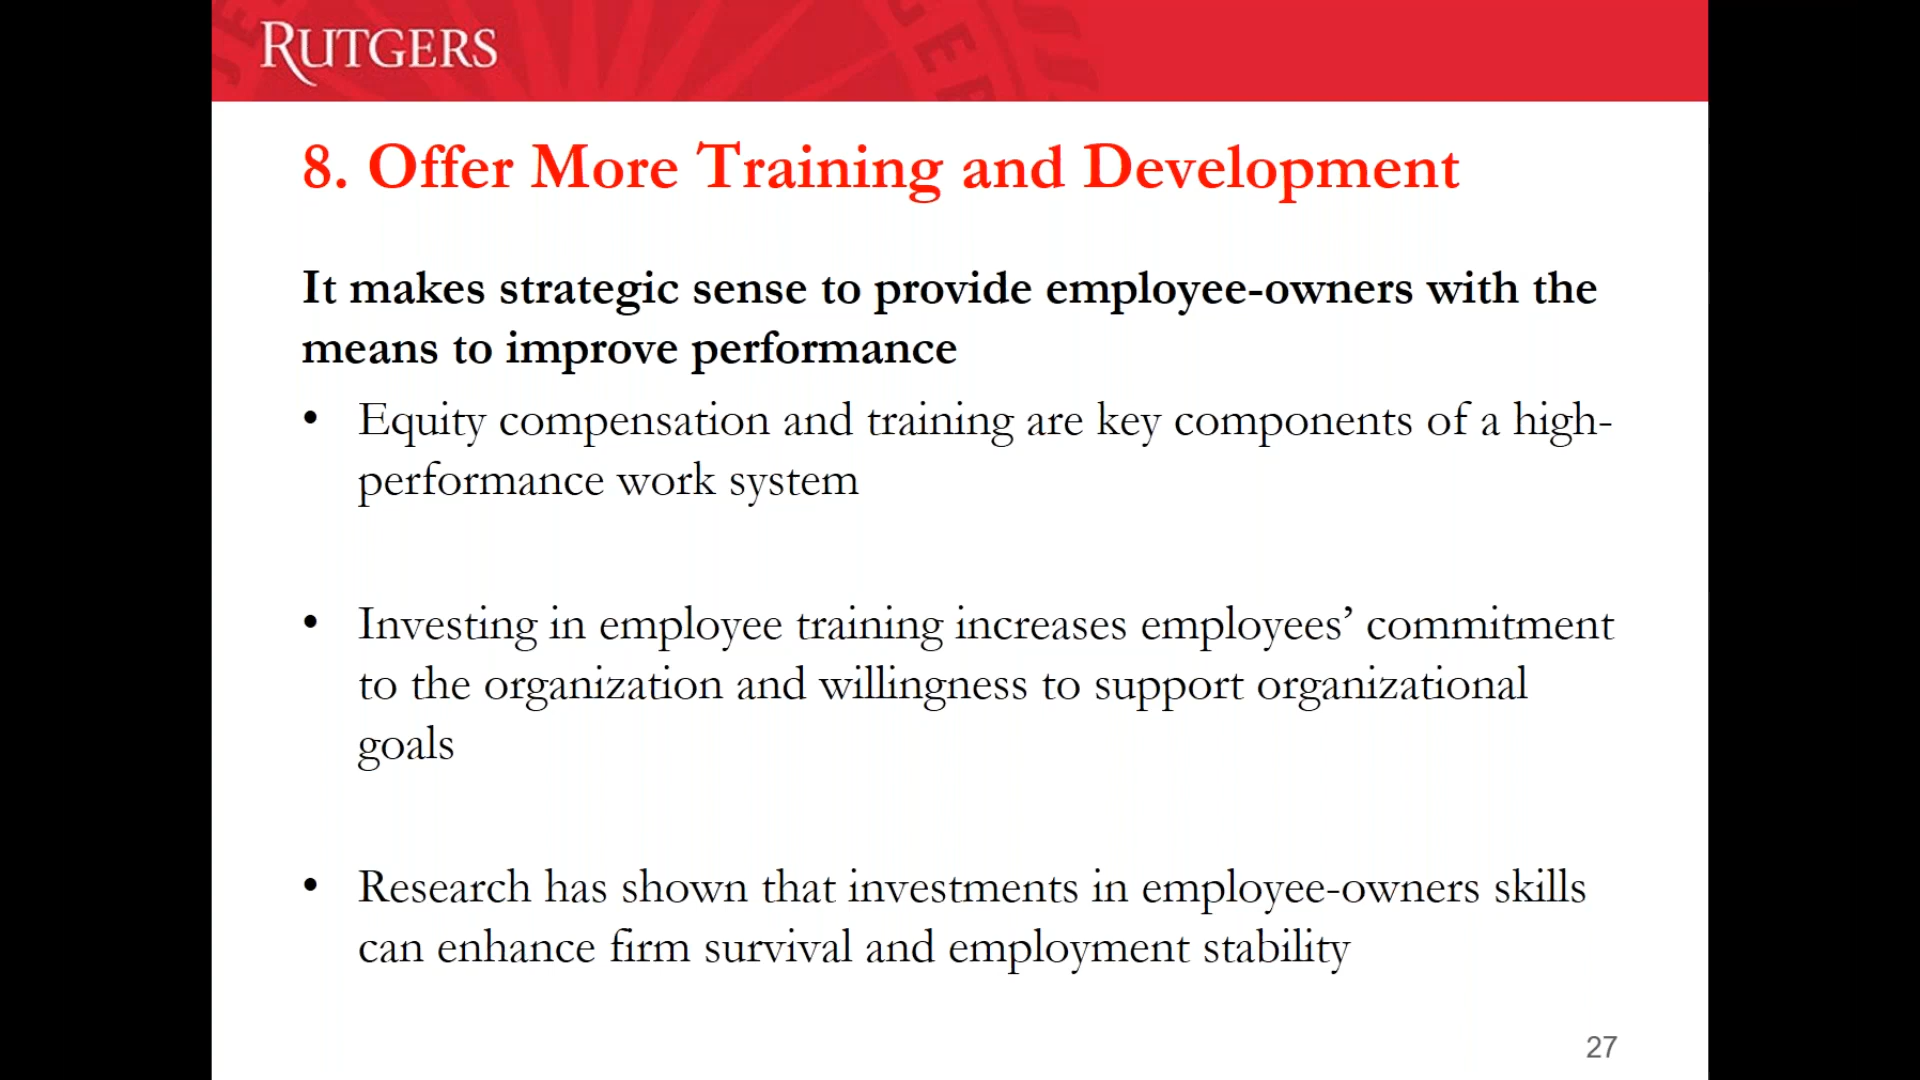 RUTGERS
8. Offer More Training and Development
It makes strategic sense to provide employee-owners with the
means to improve performance
• Equity compensation and training are key components of a high-
performance work system
• Investing in employee training increases employees’ commitment
to the organization and willingness to support organizational
goals
• Research has shown that investments in employee-owners skills
can enhance firm survival and employment stability
27